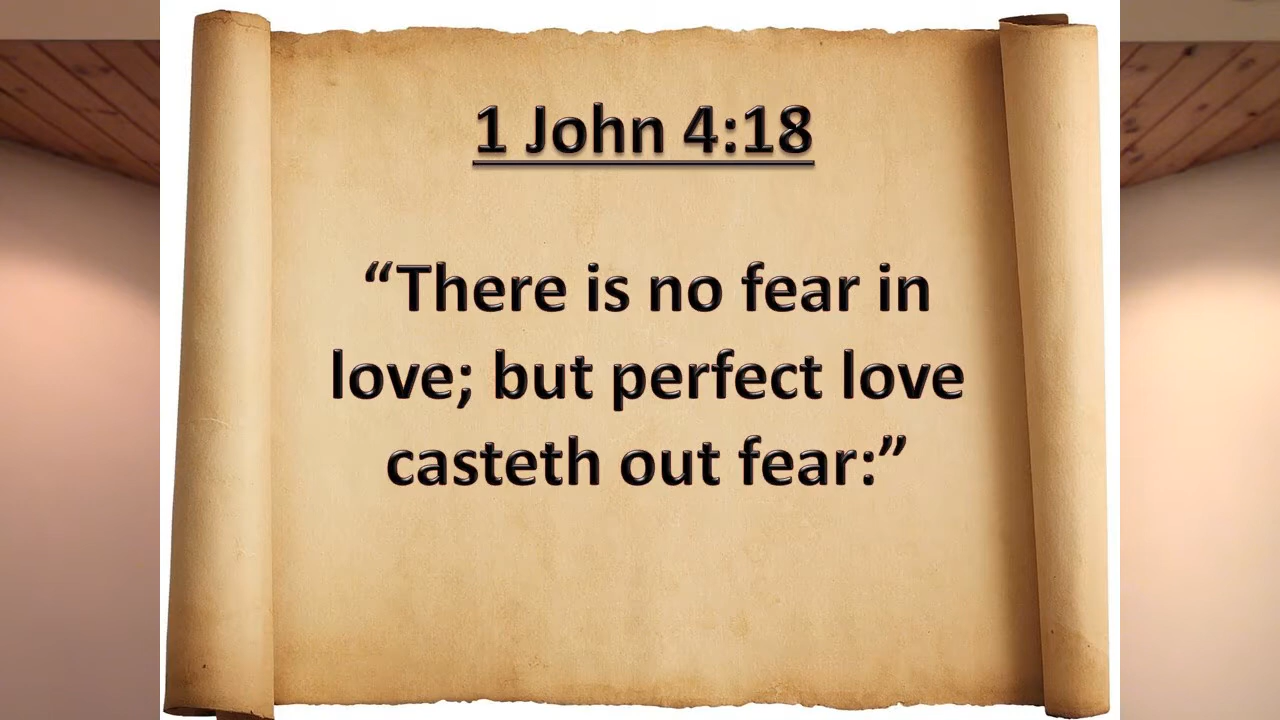 1 John 4:18
“There is no fear in
love; but perfect love
casteth out fear:”